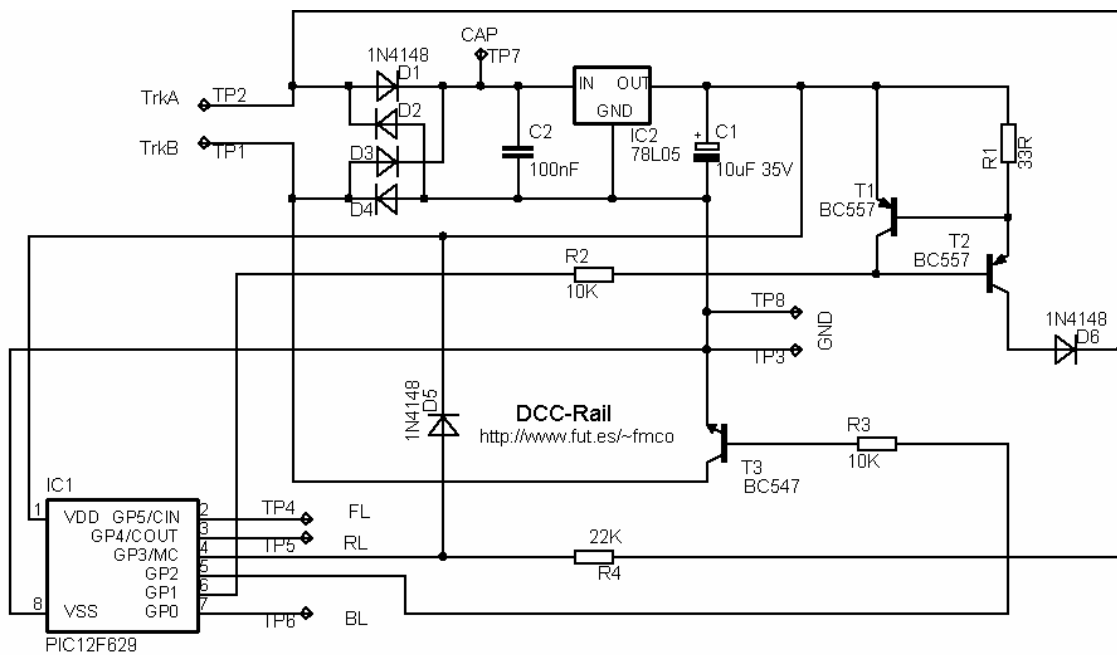 CAP
TP7
1N4148
D1
TrkA
TP2
D2
TrkB
TP1
D3
D4
C2
100nF
IN OUT
GND
IC2
78L05
+
C1
10uF 35V
R1
33R
T1
BC557
T2
BC557
R2
10K
TP8
GND
TP3
1N4148
D6
1N4148
D5
DCC-Rail
http://www.fut.es/~fmco
R3
10K
T3
BC547
IC1
1 VDD GP5/CIN 2 TP4 FL
GP4/COUT 3 TP5 RL
GP3/MC 4
GP2 5
GP1 6
8 VSS GP0 7 TP6 BL
PIC12F629
22K
R4